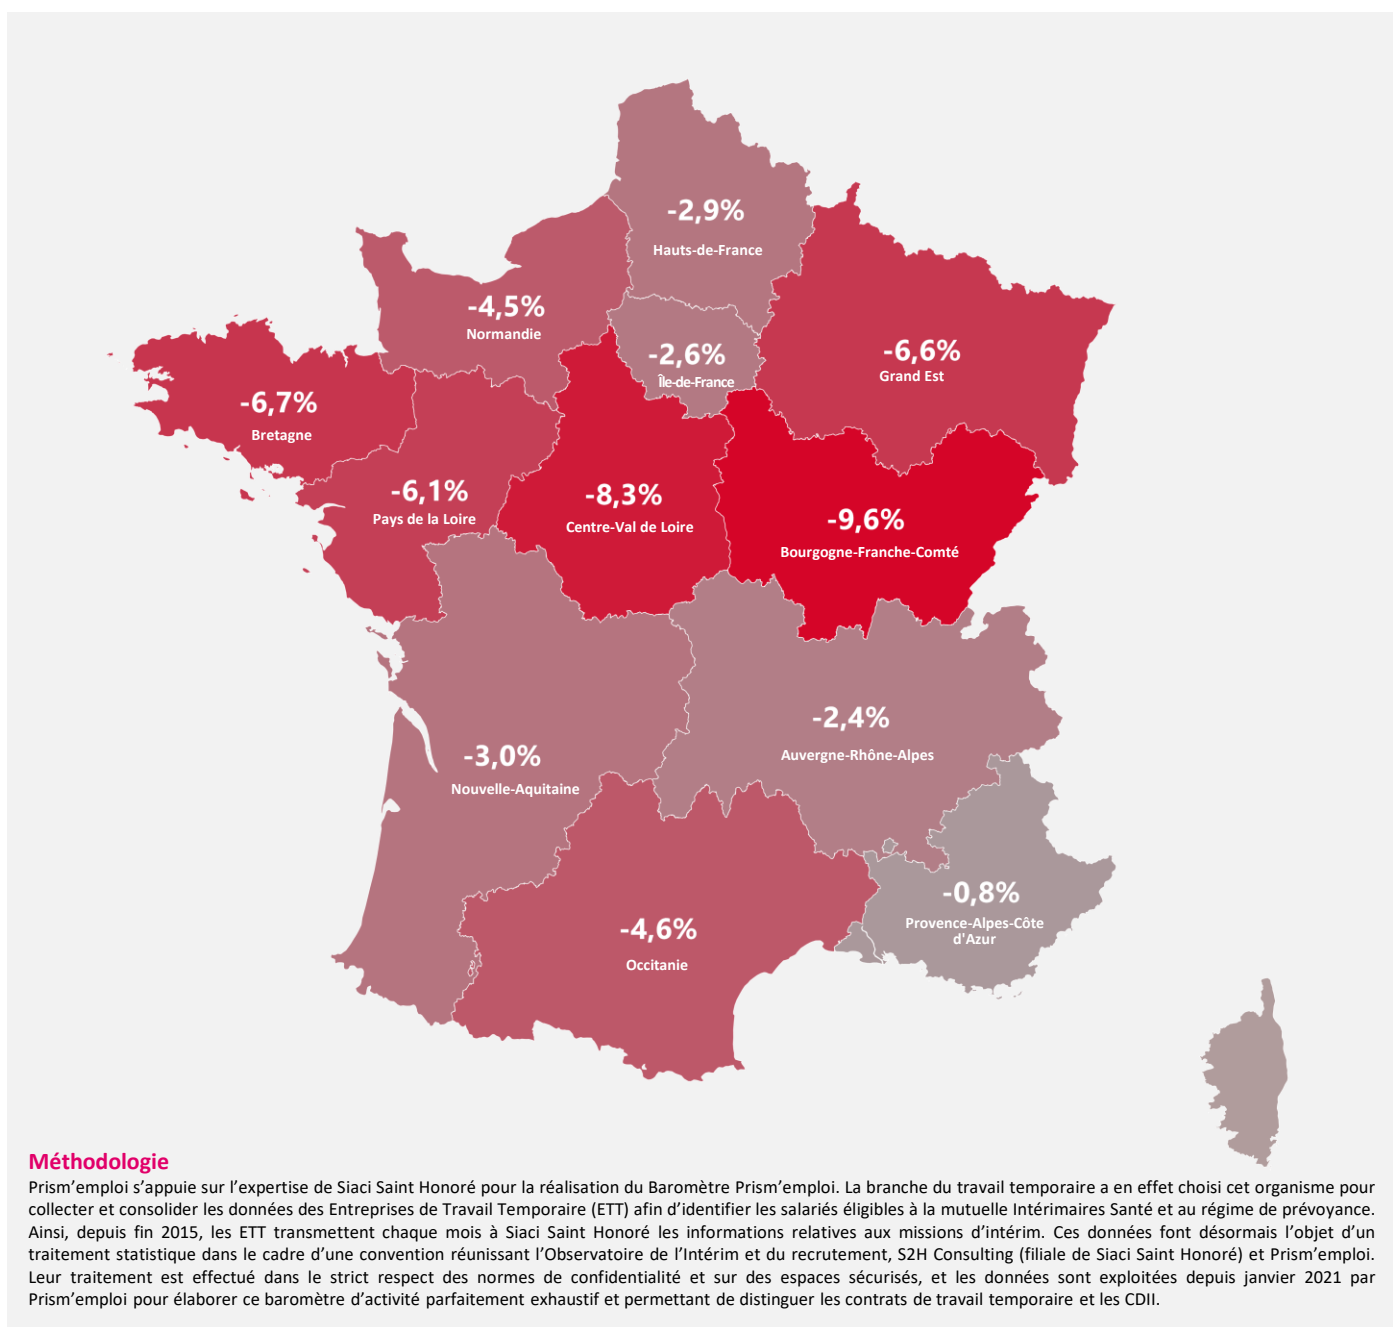 -2,9%
Hauts-de-France
-4,5%
Normandie
-2,6%
Île-de-France
-6,6%
Grand Est
-6,7%
Bretagne
-6,1%
Pays de la Loire
-8,3%
Centre-Val de Loire
-9,6%
Bourgogne-Franche-Comté
-2,4%
Auvergne-Rhône-Alpes
-3,0%
Nouvelle-Aquitaine
-0,8%
Provence-Alpes-Côte
d'Azur
-4,6%
Occitanie
Méthodologie
Prism’emploi s’appuie sur l’expertise de Siaci Saint Honoré pour la réalisation du Baromètre Prism’emploi. La branche du travail temporaire a en effet choisi cet organisme pour
collecter et consolider les données des Entreprises de Travail Temporaire (ETT) afin d’identifier les salariés éligibles à la mutuelle Intérimaires Santé et au régime de prévoyance.
Ainsi, depuis fin 2015, les ETT transmettent chaque mois à Siaci Saint Honoré les informations relatives aux missions d’intérim. Ces données font désormais l’objet d’un
traitement statistique dans le cadre d’une convention réunissant l’Observatoire de l’Intérim et du recrutement, S2H Consulting (filiale de Siaci Saint Honoré) et Prism’emploi.
Leur traitement est effectué dans le strict respect des normes de confidentialité et sur des espaces sécurisés, et les données sont exploitées depuis janvier 2021 par
Prism’emploi pour élaborer ce baromètre d’activité parfaitement exhaustif et permettant de distinguer les contrats de travail temporaire et les CDII.